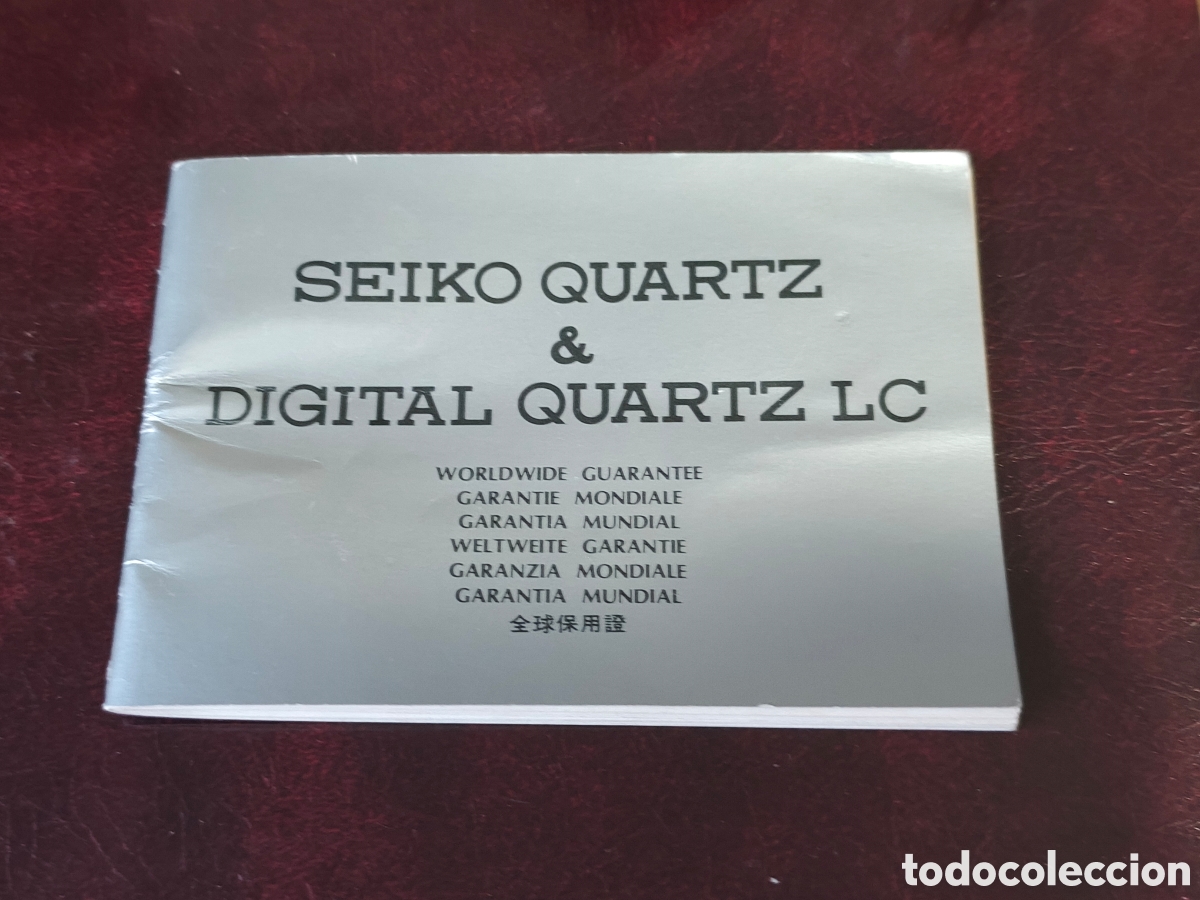 SEIKO QUARTZ
&
DIGITAL QUARTZ LC
WORLDWIDE GUARANTEE
GARANTIE MONDIALE
GARANTIA MUNDIAL
WELTWEITE GARANTIE
GARANZIA MONDIALE
GARANTIA MUNDIAL
全球保用證
todocoleccion